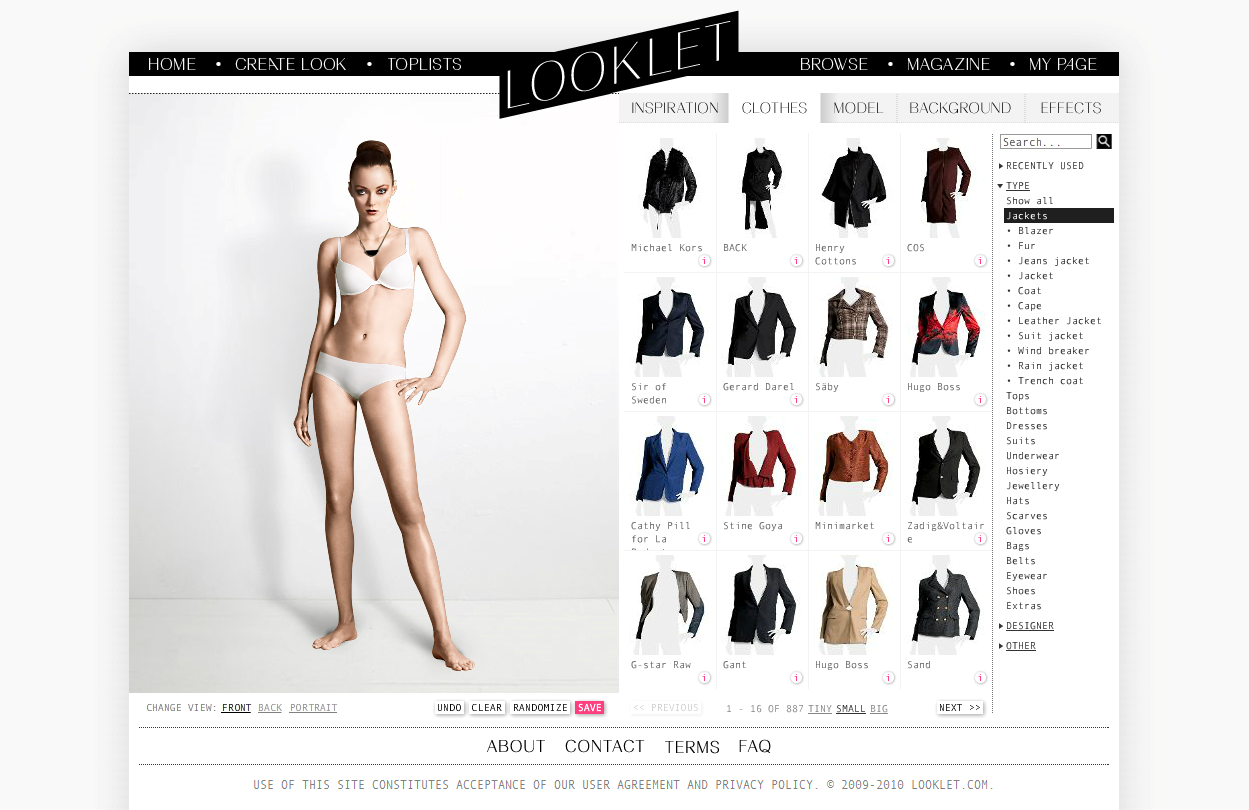 LOOKLET
HOME • CREATE LOOK • TOPLISTS
BROWSE • MAGAZINE • MY PAGE
INSPIRATION CLOTHES MODEL BACKGROUND EFFECTS
Michael Kors
BACK
Henry
Cottons
COS
Sir of
Sweden
Gerard Darel
Säby
Hugo Boss
Cathy Pill
for La
Stine Goya
Minimarket
Zadig&Voltair
e
G-star Raw
Gant
Hugo Boss
Sand
Search...
RECENTLY USED
TYPE
Show all
Jackets
• Blazer
• Fur
• Jeans jacket
• Jacket
• Coat
• Cape
• Leather Jacket
• Suit jacket
• Wind breaker
• Rain jacket
• Trench coat
Tops
Bottoms
Dresses
Suits
Underwear
Hosiery
Jewellery
Hats
Scarves
Gloves
Bags
Belts
Eyewear
Shoes
Extras
DESIGNER
OTHER
CHANGE VIEW: FRONT BACK PORTRAIT
UNDO CLEAR RANDOMIZE SAVE
<< PREVIOUS 1 - 16 OF 887 TINY SMALL BIG NEXT >>
ABOUT CONTACT TERMS FAQ
USE OF THIS SITE CONSTITUTES ACCEPTANCE OF OUR USER AGREEMENT AND PRIVACY POLICY. © 2009-2010 LOOKLET.COM.